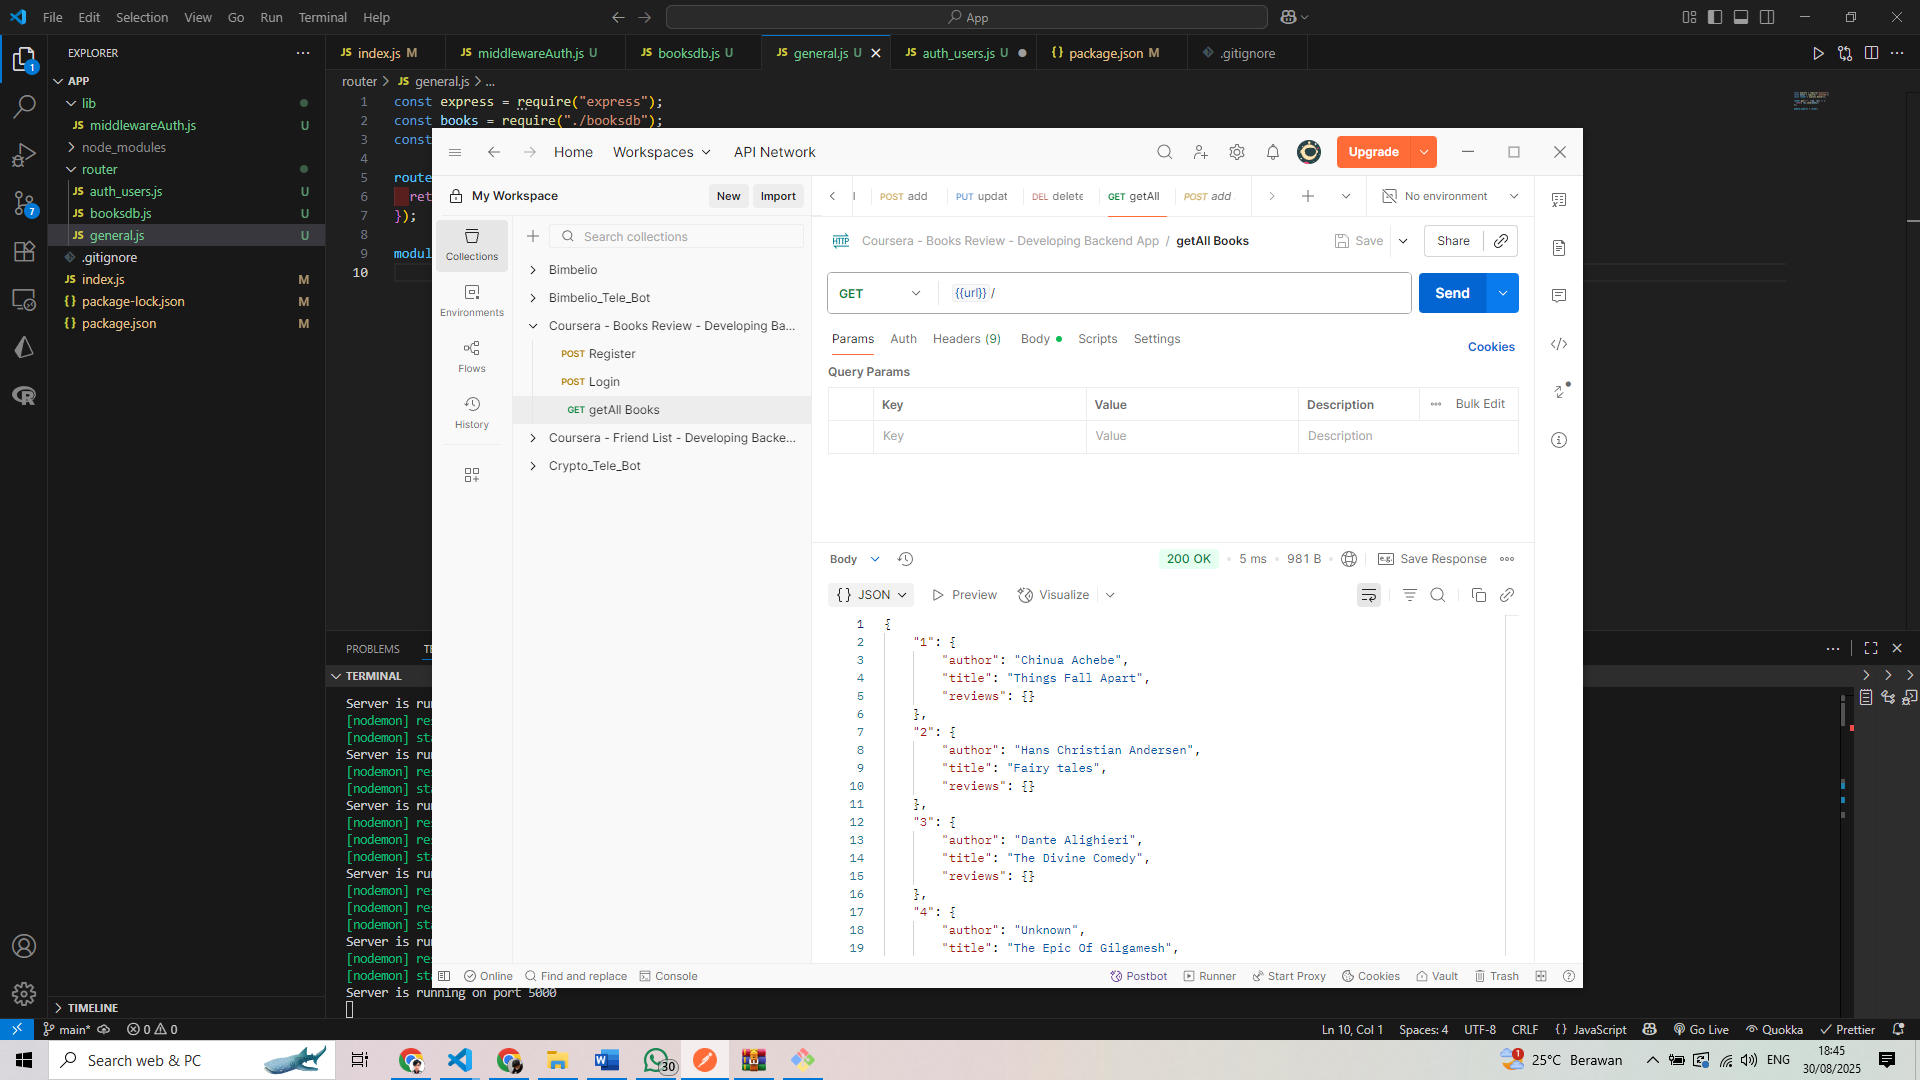 File Edit Selection View Go Run Terminal Help
App
EXPLORER
APP
lib
JS middlewareAuth.js U
node_modules
router
JS auth_users.js U
JS booksdb.js U
JS general.js U
.gitignore
JS index.js M
{} package-lock.json M
{} package.json M
TIMELINE
JS index.js M JS middlewareAuth.js U JS booksdb.js U JS general.js U JS auth_users.js U {} package.json M .gitignore
router > JS general.js > ...
1 const express = require("express");
2 const books = require("./booksdb");
3 const
4
5 route
6 ret
7 });
8
9 modul
10
Home Workspaces API Network Upgrade
My Workspace New Import
POST add PUT updat DEL delete GET getAll POST add No environment
Collections
Environments
Flows
History
Search collections
Bimbelio
Bimbelio_Tele_Bot
Coursera - Books Review - Developing Ba...
POST Register
POST Login
GET getAll Books
Coursera - Friend List - Developing Backe...
Crypto_Tele_Bot
HTTP Coursera - Books Review - Developing Backend App / getAll Books Save Share
GET {{url}} / Send
Params Auth Headers (9) Body Scripts Settings Cookies
Query Params
Key Value Description Bulk Edit
Key Value Description
Body 200 OK 5 ms 981 B e.g. Save Response
{} JSON Preview Visualize
1 {
2 "1": {
3 "author": "Chinua Achebe",
4 "title": "Things Fall Apart",
5 "reviews": {}
6 },
7 "2": {
8 "author": "Hans Christian Andersen",
9 "title": "Fairy tales",
10 "reviews": {}
11 },
12 "3": {
13 "author": "Dante Alighieri",
14 "title": "The Divine Comedy",
15 "reviews": {}
16 },
17 "4": {
18 "author": "Unknown",
19 "title": "The Epic Of Gilgamesh",
Online Find and replace Console Postbot Runner Start Proxy Cookies Vault Trash
PROBLEMS TE
TERMINAL
Server is ru
[nodemon] re
[nodemon] sta
Server is ru
[nodemon] re
[nodemon] sta
Server is ru
[nodemon] re
[nodemon] re
[nodemon] sta
Server is ru
[nodemon] re
[nodemon] re
[nodemon] sta
Server is ru
[nodemon] re
[nodemon] sta
Server is running on port 5000
main* 0 0 Ln 10, Col 1 Spaces: 4 UTF-8 CRLF {} JavaScript Go Live Quokka Prettier
Search web & PC 30 1 25°C Berawan ENG 18:45
30/08/2025